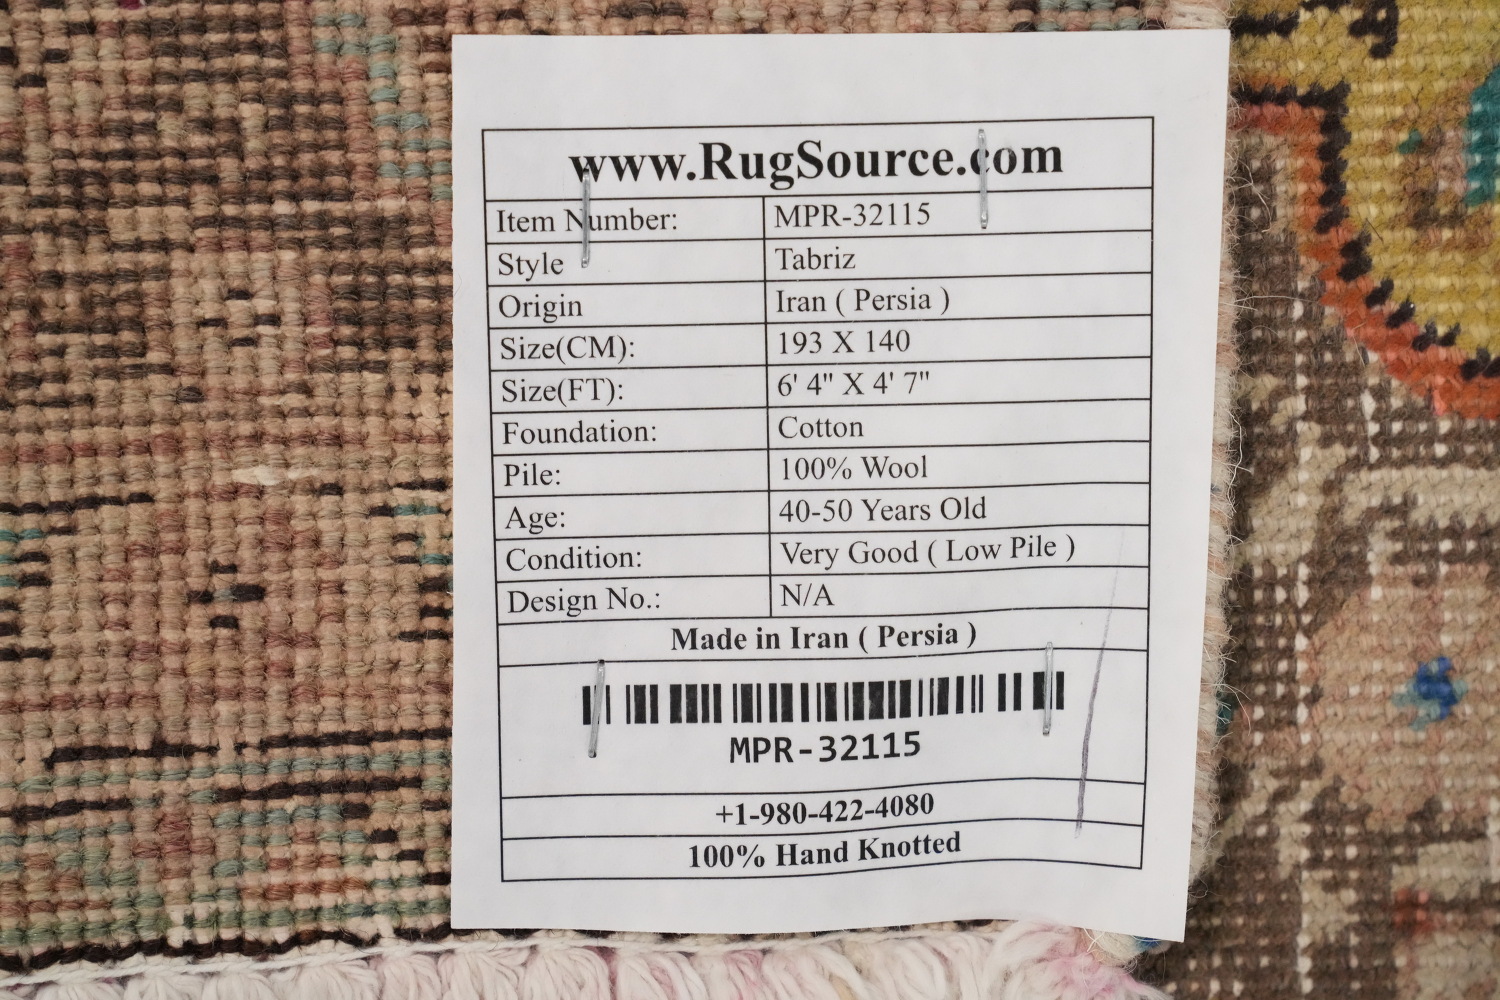 www.RugSource.com
Item Number: MPR-32115
Style Tabriz
Origin Iran ( Persia )
Size(CM): 193 X 140
Size(FT): 6' 4" X 4' 7"
Foundation: Cotton
Pile: 100% Wool
Age: 40-50 Years Old
Condition: Very Good ( Low Pile )
Design No.: N/A
Made in Iran ( Persia )
MPR-32115
+1-980-422-4080
100% Hand Knotted